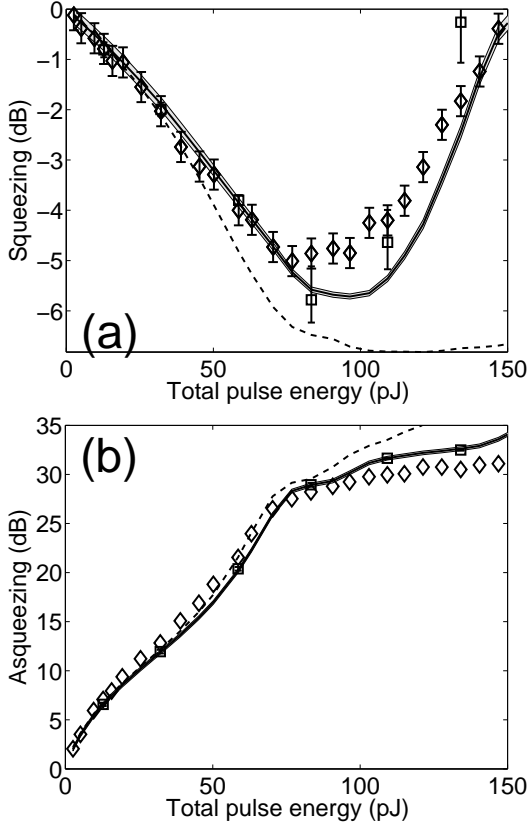 0
−1
−2
−3
−4
−5
−6
Squeezing (dB)
(a)
0 50 100 150
Total pulse energy (pJ)
35
30
25
20
15
10
5
0
Asqueezing (dB)
(b)
0 50 100 150
Total pulse energy (pJ)